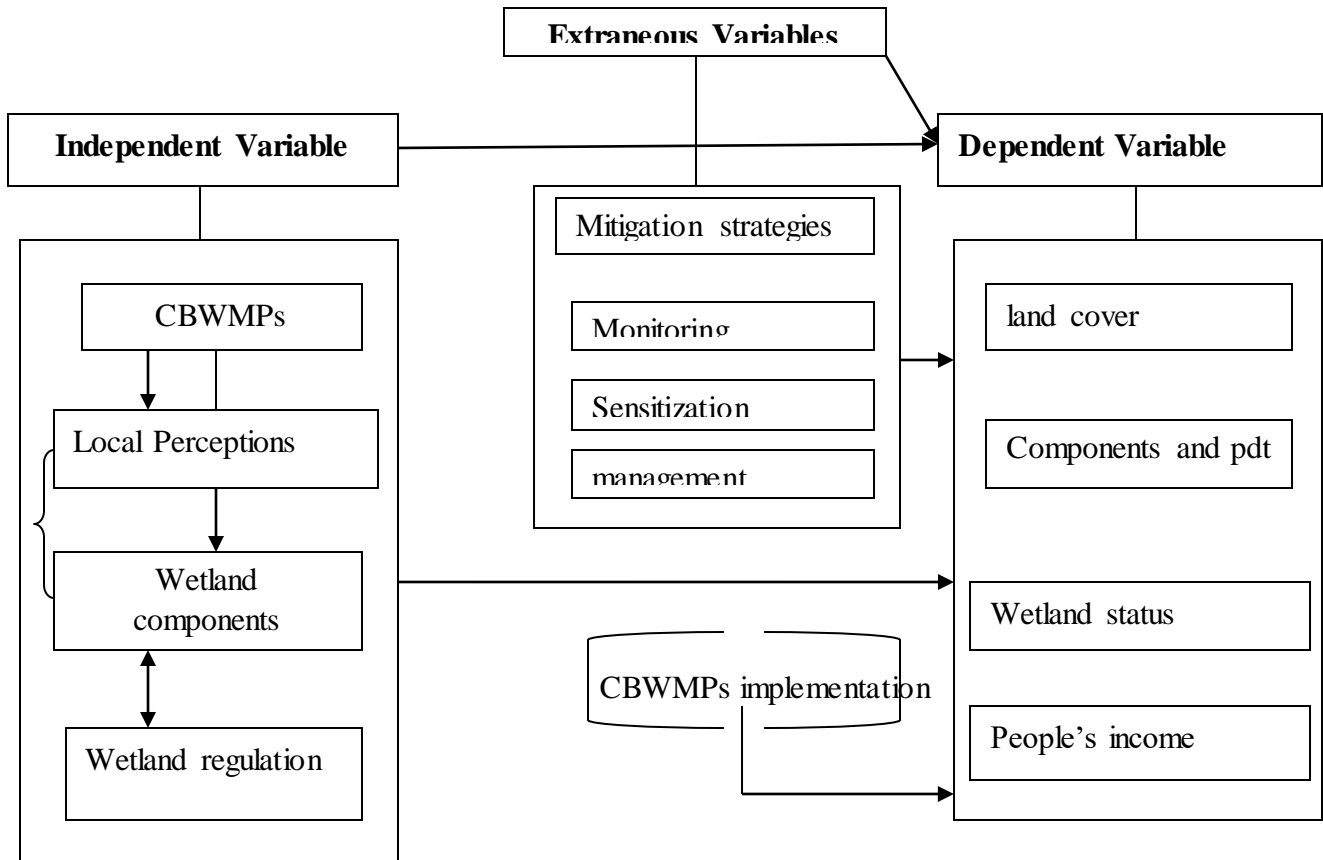 Extraneous Variables
Independent Variable
Dependent Variable
Mitigation strategies
Monitoring
Sensitization
management
CBWMPs
Local Perceptions
Wetland
components
Wetland regulation
CBWMPs implementation
land cover
Components and pdt
Wetland status
People’s income